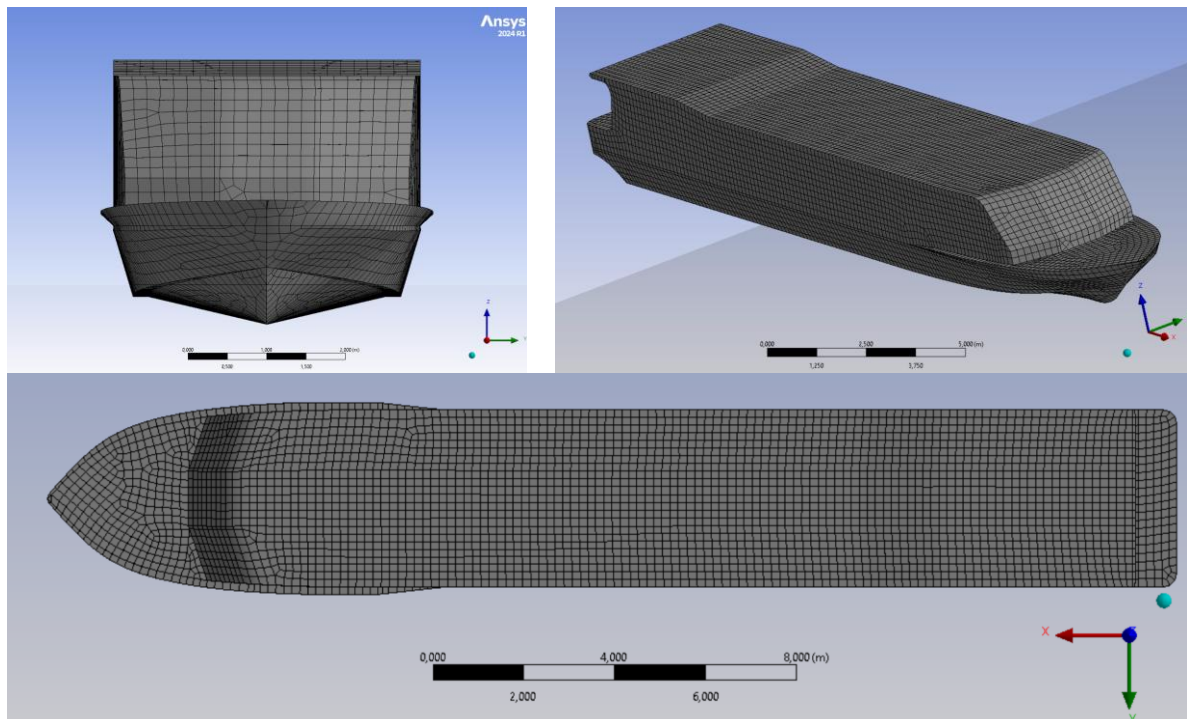 Ansys
2024 R1
0,000 1,000 2,000 (m)
0,500 1,500
Z
Y
0,000 2,500 5,000 (m)
1,250 3,750
Z
X
0,000 4,000 8,000 (m)
2,000 6,000
X
Y